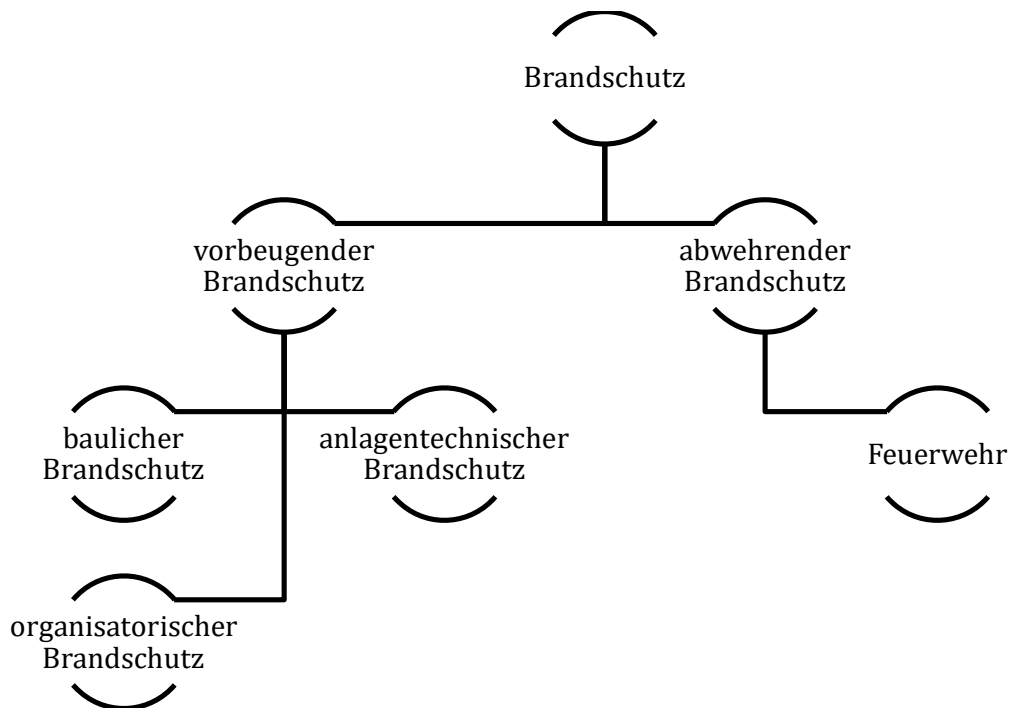 Brandschutz
vorbeugender
Brandschutz
abwehrender
Brandschutz
baulicher
Brandschutz
anlagentechnischer
Brandschutz
Feuerwehr
organisatorischer
Brandschutz